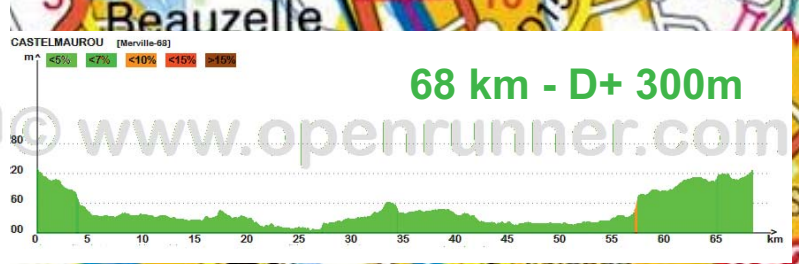 Beauzelle
D15
CASTELMAUROU [Merville-68]
m^ <5% <7% <10% <15% >15%
68 km - D+ 300m
© www.openrunner.com
80
20
60
00
0 5 10 15 20 25 30 35 40 45 50 55 60 65 km